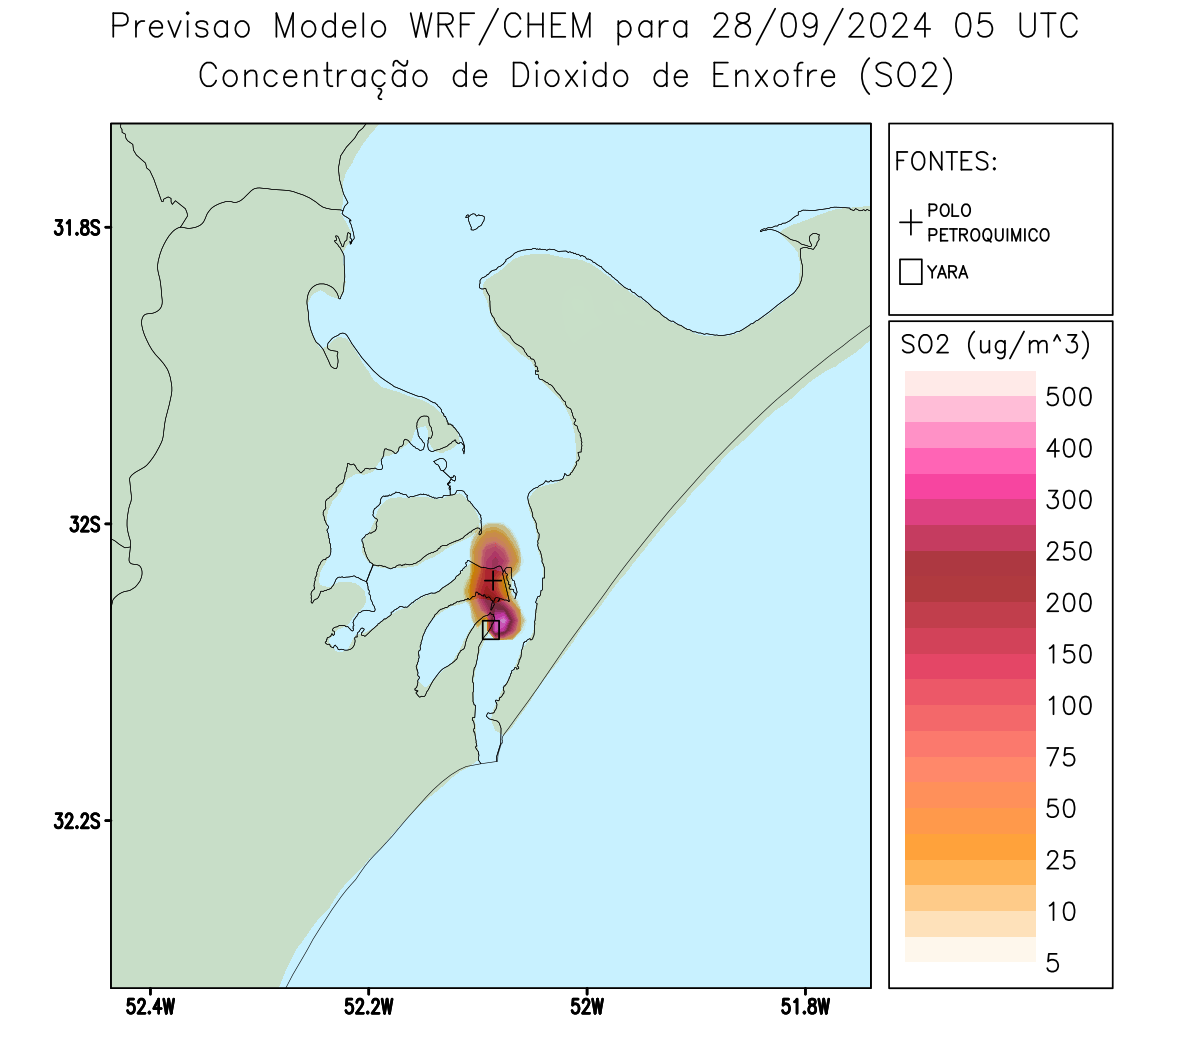 Previsao Modelo WRF/CHEM para 28/09/2024 05 UTC
Concentração de Dioxido de Enxofre (SO2)
FONTES:
POLO
PETROQUIMICO
YARA
SO2 (ug/m^3)
500
400
300
250
200
150
100
75
50
25
10
5
31.8S
32S
32.2S
52.4W
52.2W
52W
51.8W